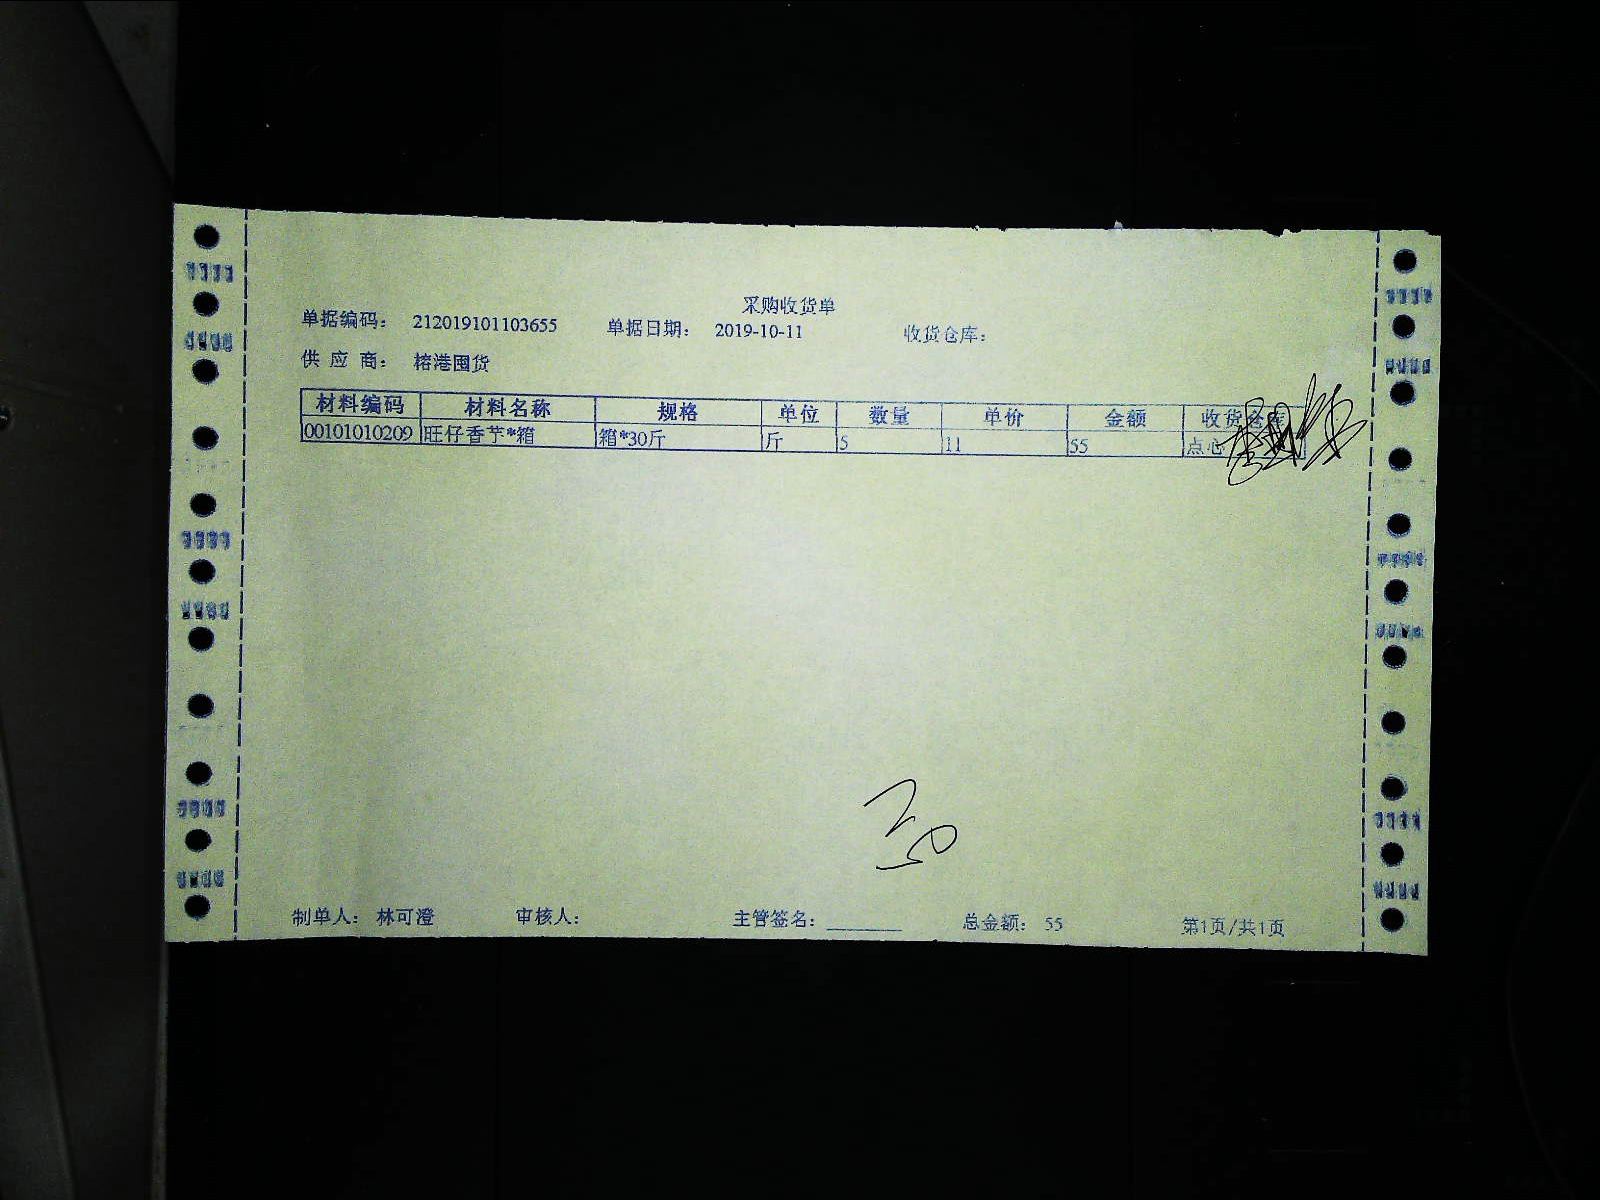 采购收货单
单据编码： 212019101103655 单据日期： 2019-10-11 收货仓库：
供 应 商： 榕港囤货
材料编码 材料名称 规格 单位 数量 单价 金额 收货仓库
00101010209 旺仔香芋*箱 箱*30斤 斤 5 11 55 点心
制单人： 林可澄 审核人： 主管签名： ________ 总金额： 55 第1页/共1页